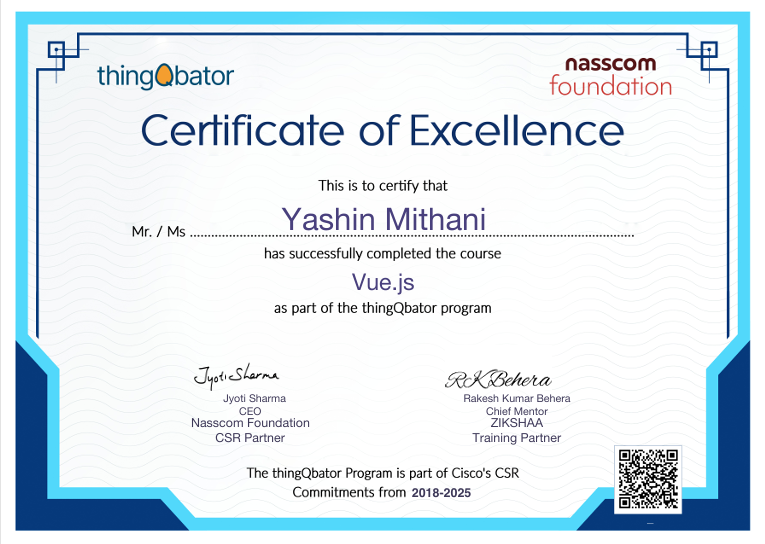 thingQbator
nasscom
foundation
Certificate of Excellence
This is to certify that
Mr. / Ms ........ Yashin Mithani ........
has successfully completed the course
Vue.js
as part of the thingQbator program
Jyoti Sharma
Jyoti Sharma
CEO
Nasscom Foundation
CSR Partner
RKBehera
Rakesh Kumar Behera
Chief Mentor
ZIKSHAA
Training Partner
The thingQbator Program is part of Cisco's CSR
Commitments from 2018-2025